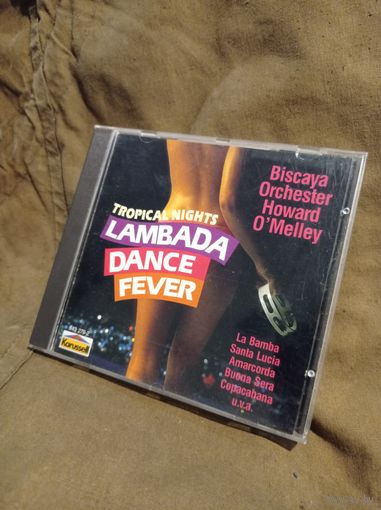 Biscaya
Orchester
Howard
O'Melley
TROPICAL NIGHTS
LAMBADA
DANCE
FEVER
La Bamba
Santa Lucia
Amarcorda
Buona Sera
Copacabana
u.v.a.
Karussell